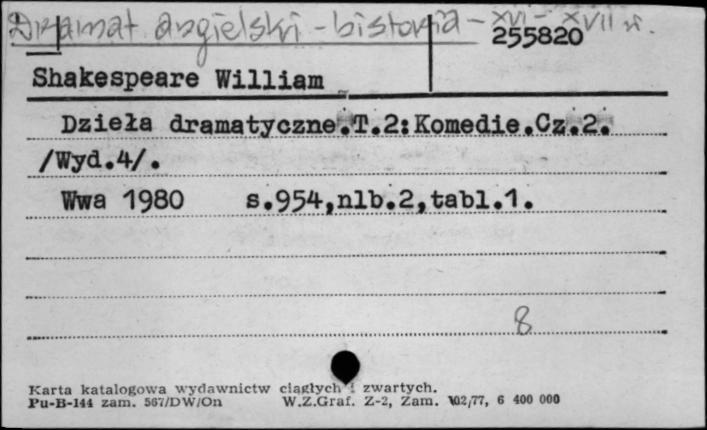 Dramat angielski - historia - XVI - XVII w.
255820
Shakespeare William
Dzieła dramatyczne.T.2:Komedie.Cz.2.
/Wyd.4/.
Wwa 1980 s.954,nlb.2,tabl.1.
8
Karta katalogowa wydawnictw ciągłych i zwartych.
Pu-B-144 zam. 567/DW/On W.Z.Graf. Z-2, Zam. 102/77, 6 400 000